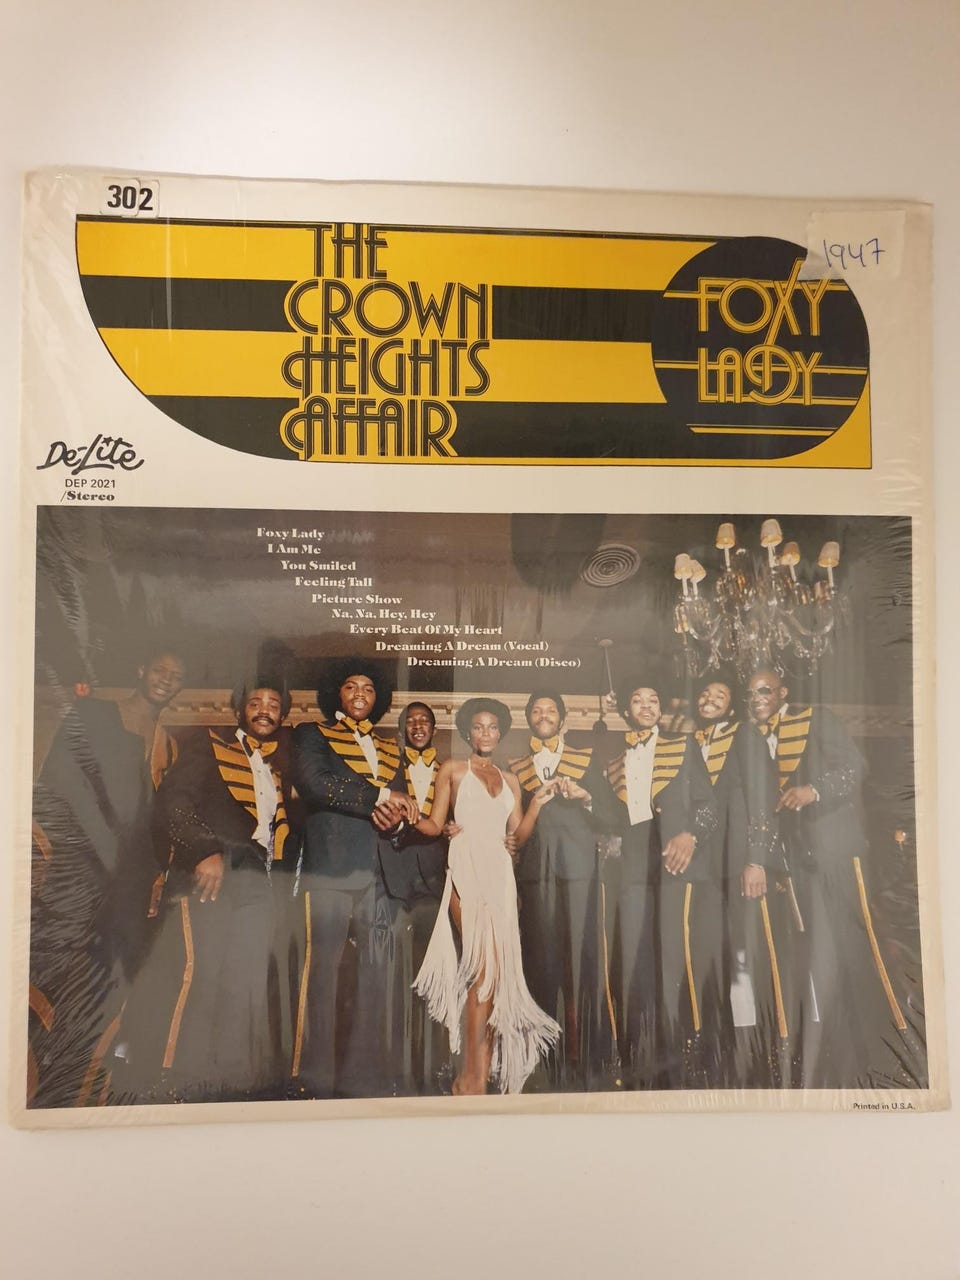 302
1947
THE
CROWN
HEIGHTS
AFFAIR
FOXY
LADY
De-Lite
DEP 2021
/Stereo
Foxy Lady
I Am Me
You Smiled
Feeling Tall
Picture Show
Na, Na, Hey, Hey
Every Beat Of My Heart
Dreaming A Dream (Vocal)
Dreaming A Dream (Disco)
Printed in U.S.A.